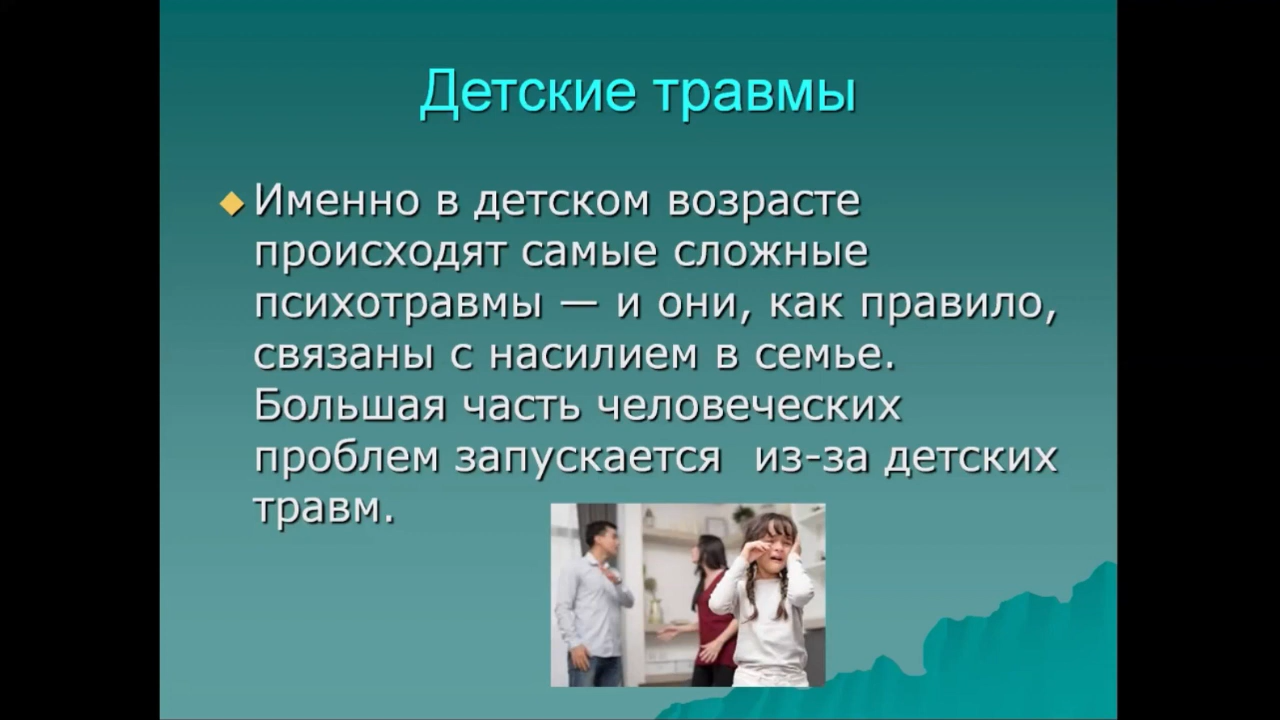 Детские травмы
Именно в детском возрасте
происходят самые сложные
психотравмы — и они, как правило,
связаны с насилием в семье.
Большая часть человеческих
проблем запускается  из-за детских
травм.